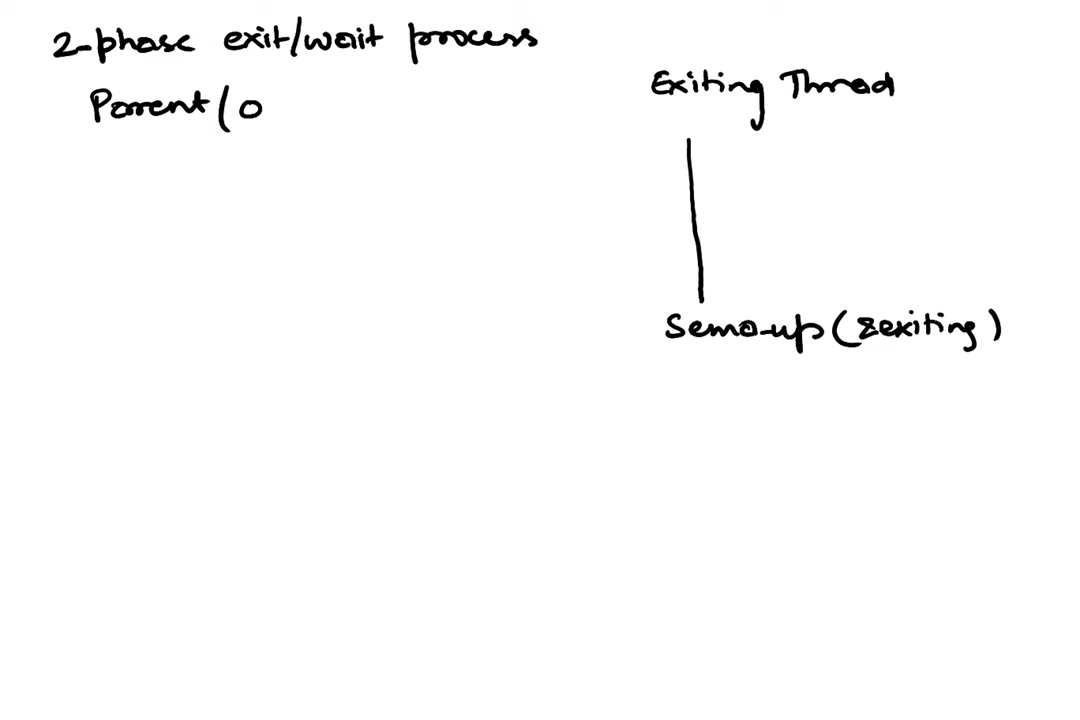 2-phase exit/wait process
Parent/o
Exiting Thread
Sema-up(&exiting)